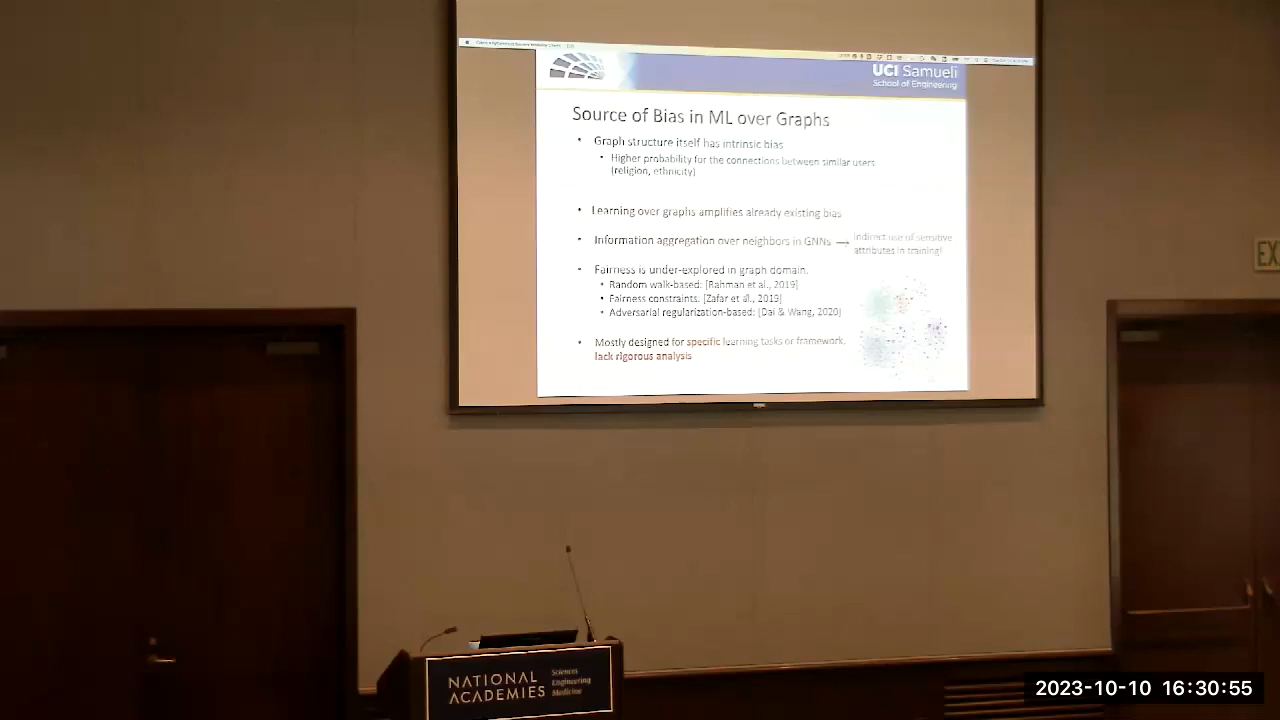 UCI Samueli
School of Engineering
Source of Bias in ML over Graphs
• Graph structure itself has intrinsic bias
• Higher probability for the connections between similar users
(religion, ethnicity)
• Learning over graphs amplifies already existing bias
• Information aggregation over neighbors in GNNs → Indirect use of sensitive
attributes in training!
• Fairness is under-explored in graph domain.
• Random walk-based: [Rahman et al., 2019]
• Fairness constraints: [Zafar et al., 2019]
• Adversarial regularization-based: [Dai & Wang, 2020]
• Mostly designed for specific learning tasks or framework,
lack rigorous analysis
EX
NATIONAL
ACADEMIES
Sciences
Engineering
Medicine
2023-10-10 16:30:55